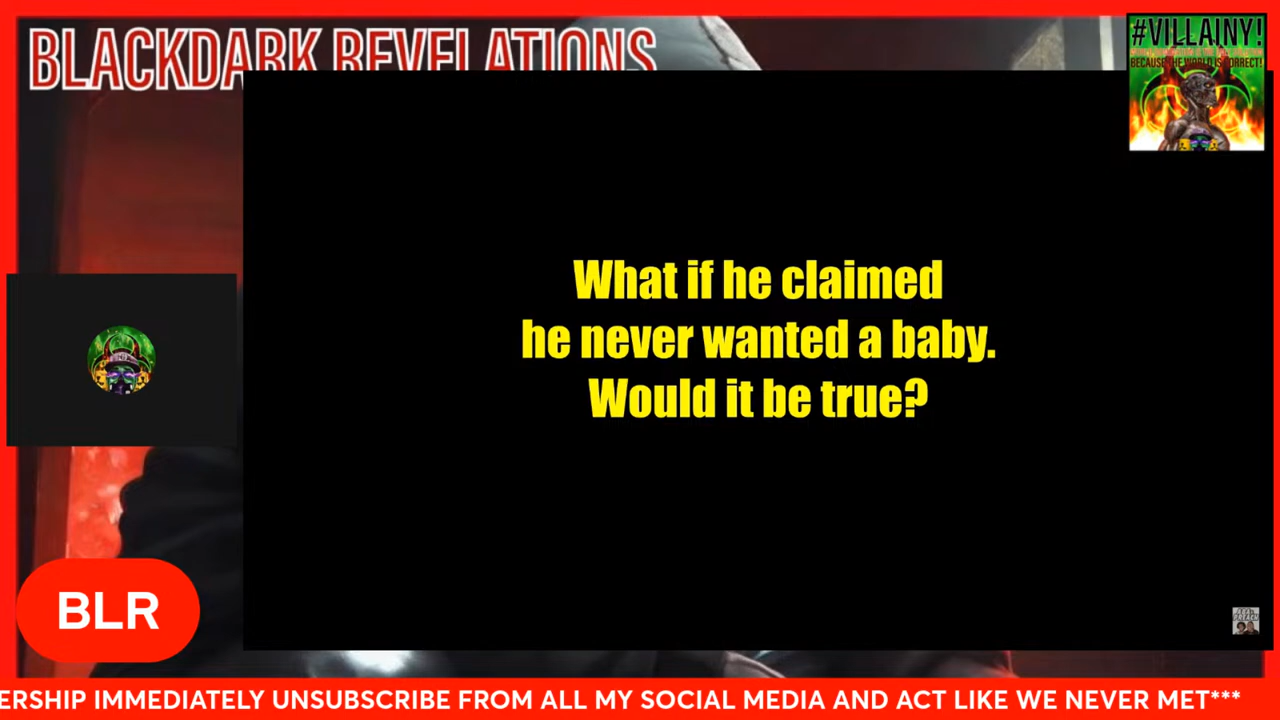 BLACKDARK REVELATIONS
#VILLAINY!
BECAUSE THE WORLD IS CORRECT!
What if he claimed
he never wanted a baby.
Would it be true?
BLR
ERSHIP IMMEDIATELY UNSUBSCRIBE FROM ALL MY SOCIAL MEDIA AND ACT LIKE WE NEVER MET***